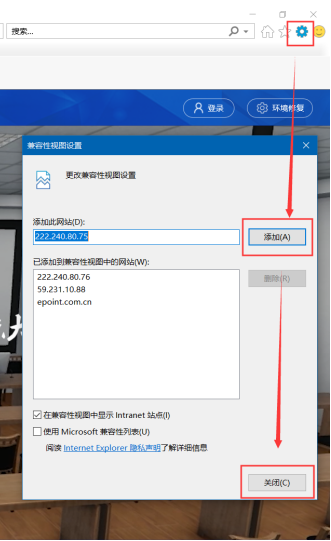 搜索...
登录
环境修复
兼容性视图设置
更改兼容性视图设置
添加此网站(D):
222.240.80.75
添加(A)
已添加到兼容性视图中的网站(W):
222.240.80.76
59.231.10.88
epoint.com.cn
删除(R)
在兼容性视图中显示 Intranet 站点(I)
使用 Microsoft 兼容性列表(U)
阅读 Internet Explorer 隐私声明了解详细信息
关闭(C)